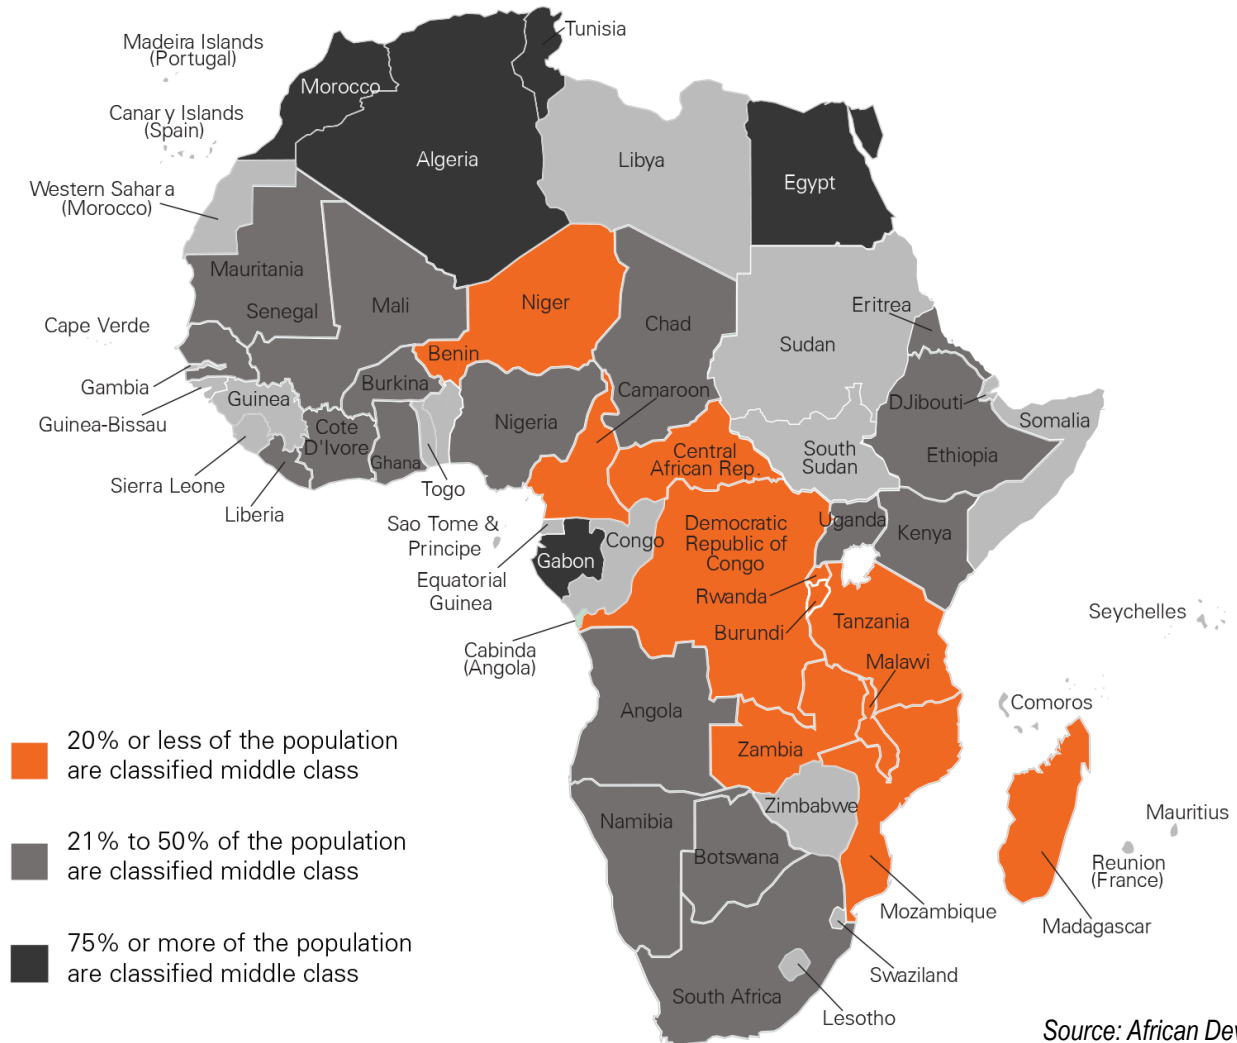 Tunisia
Madeira Islands
(Portugal)
Morocco
Canary Islands
(Spain)
Algeria
Libya
Egypt
Western Sahara
(Morocco)
Mauritania
Senegal
Mali
Niger
Chad
Eritrea
Sudan
Cape Verde
Benin
Gambia
Burkina
Camaroon
DJibouti
Guinea
Guinea-Bissau
Nigeria
Somalia
Cote
D'Ivore
Ghana
Central
African Rep.
South
Sudan
Ethiopia
Sierra Leone
Togo
Liberia
Sao Tome &
Principe
Democratic
Republic of
Congo
Uganda
Kenya
Congo
Gabon
Equatorial
Guinea
Rwanda
Burundi
Tanzania
Seychelles
Cabinda
(Angola)
Malawi
Comoros
Angola
Zambia
20% or less of the population
are classified middle class
Zimbabwe
Namibia
Mauritius
21% to 50% of the population
are classified middle class
Botswana
Reunion
(France)
Mozambique
Madagascar
75% or more of the population
are classified middle class
Swaziland
South Africa
Lesotho
Source: African Dev